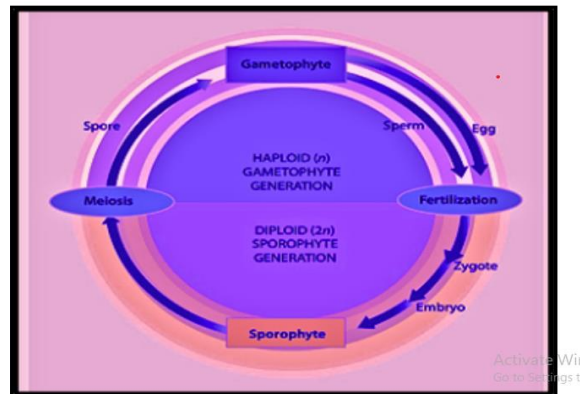 Gametophyte
Spore
Sperm
Egg
HAPLOID (n)
GAMETOPHYTE
GENERATION
Meiosis
Fertilization
DIPLOID (2n)
SPOROPHYTE
GENERATION
Zygote
Embryo
Sporophyte
Activate Win
Go to Settings t